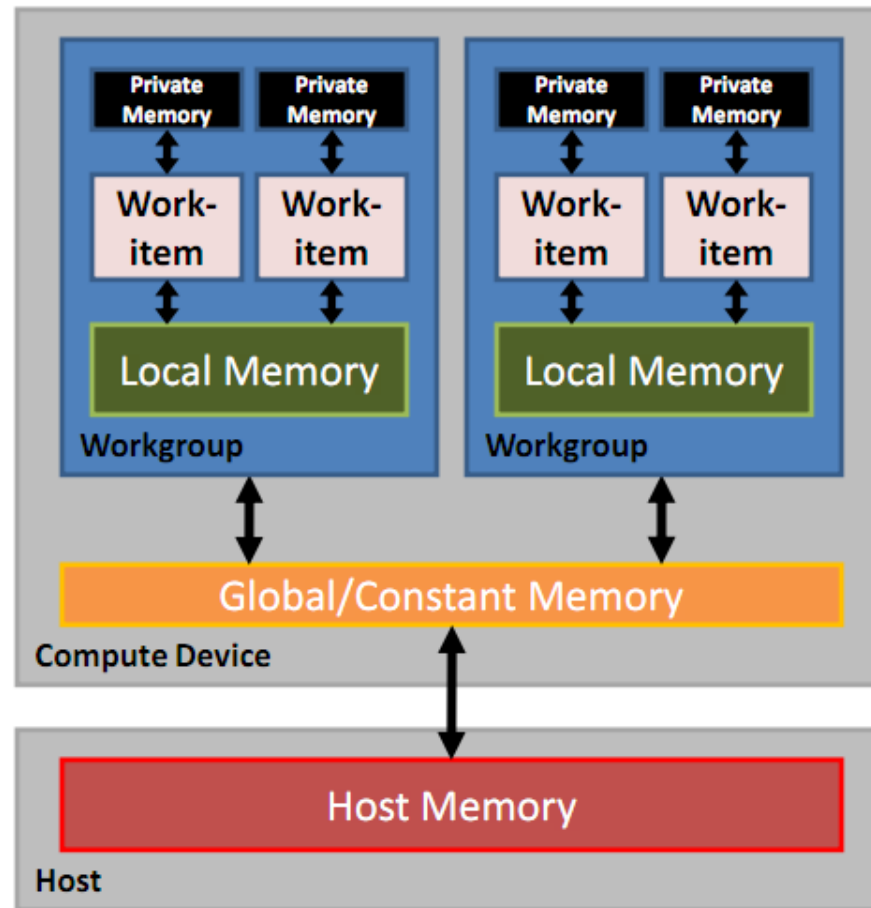 Private Private Private Private
Memory Memory Memory Memory
Work- Work- Work- Work-
item item item item
Local Memory Local Memory
Workgroup Workgroup
Global/Constant Memory
Compute Device
Host Memory
Host